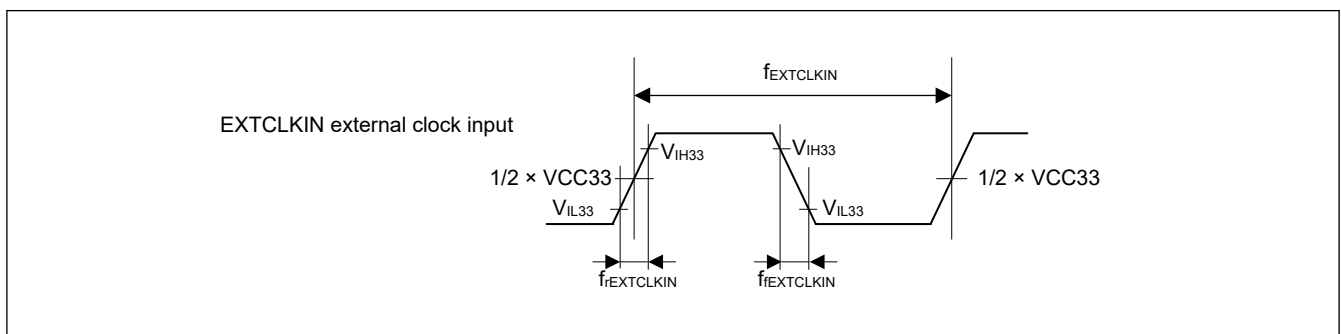 fEXTCLKIN
EXTCLKIN external clock input
VIH33
VIH33
1/2 × VCC33
1/2 × VCC33
VIL33
VIL33
frEXTCLKIN
ffEXTCLKIN